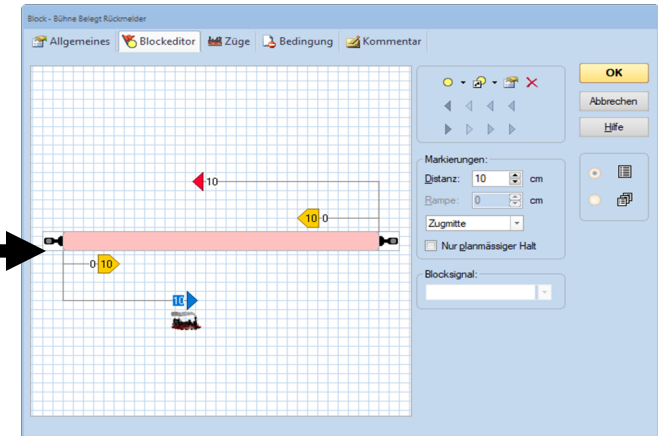 Block - Bühne Belegt Rückmelder
Allgemeines Blockeditor Züge Bedingung Kommentar
OK
Abbrechen
Hilfe
Markierungen:
Distanz: 10 cm
Rampe: 0 cm
Zugmitte
Nur planmässiger Halt
Blocksignal:
10
10 0
0 10
10